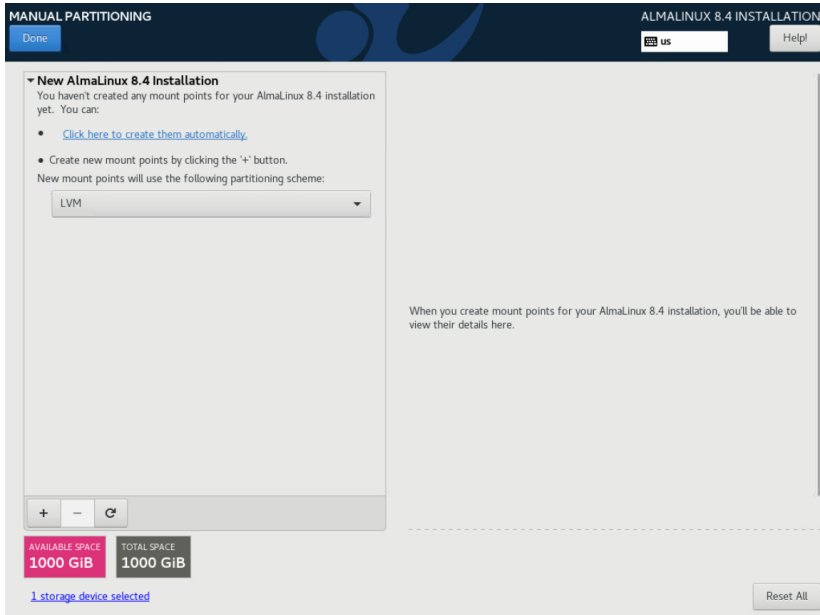 MANUAL PARTITIONING
ALMALINUX 8.4 INSTALLATION
Done
us
Help!
New AlmaLinux 8.4 Installation
You haven't created any mount points for your AlmaLinux 8.4 installation
yet. You can:
• Click here to create them automatically.
• Create new mount points by clicking the '+' button.
New mount points will use the following partitioning scheme:
LVM
When you create mount points for your AlmaLinux 8.4 installation, you'll be able to
view their details here.
+ −
AVAILABLE SPACE
1000 GiB
TOTAL SPACE
1000 GiB
1 storage device selected
Reset All